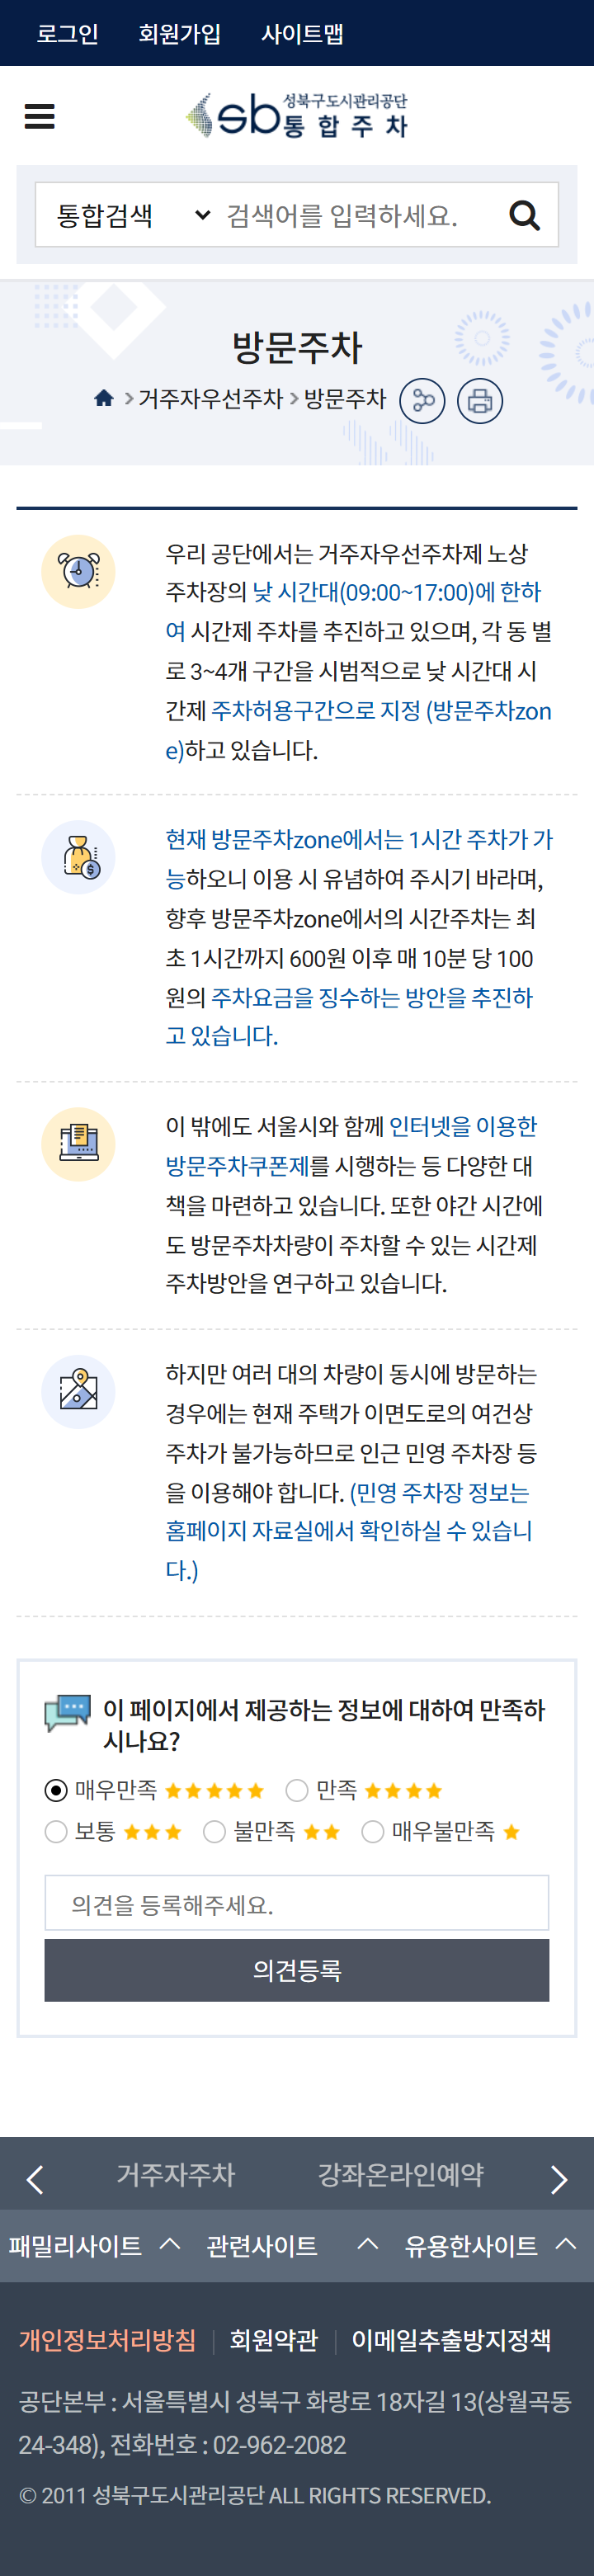 로그인 회원가입 사이트맵
sb 성북구도시관리공단
통합주차
통합검색 검색어를 입력하세요.
방문주차
거주자우선주차 방문주차
우리 공단에서는 거주자우선주차제 노상
주차장의 낮 시간대(09:00~17:00)에 한하
여 시간제 주차를 추진하고 있으며, 각 동 별
로 3~4개 구간을 시범적으로 낮 시간대 시
간제 주차허용구간으로 지정 (방문주차zon
e)하고 있습니다.
현재 방문주차zone에서는 1시간 주차가 가
능하오니 이용 시 유념하여 주시기 바라며,
향후 방문주차zone에서의 시간주차는 최
초 1시간까지 600원 이후 매 10분 당 100
원의 주차요금을 징수하는 방안을 추진하
고 있습니다.
이 밖에도 서울시와 함께 인터넷을 이용한
방문주차쿠폰제를 시행하는 등 다양한 대
책을 마련하고 있습니다. 또한 야간 시간에
도 방문주차차량이 주차할 수 있는 시간제
주차방안을 연구하고 있습니다.
하지만 여러 대의 차량이 동시에 방문하는
경우에는 현재 주택가 이면도로의 여건상
주차가 불가능하므로 인근 민영 주차장 등
을 이용해야 합니다. (민영 주차장 정보는
홈페이지 자료실에서 확인하실 수 있습니
다.)
이 페이지에서 제공하는 정보에 대하여 만족하
시나요?
매우만족 ★★★★★ 만족 ★★★★
보통 ★★★ 불만족 ★★ 매우불만족 ★
의견을 등록해주세요.
의견등록
거주자주차 강좌온라인예약
패밀리사이트 관련사이트 유용한사이트
개인정보처리방침 회원약관 이메일추출방지정책
공단본부 : 서울특별시 성북구 화랑로 18자길 13(상월곡동
24-348), 전화번호 : 02-962-2082
© 2011 성북구도시관리공단 ALL RIGHTS RESERVED.